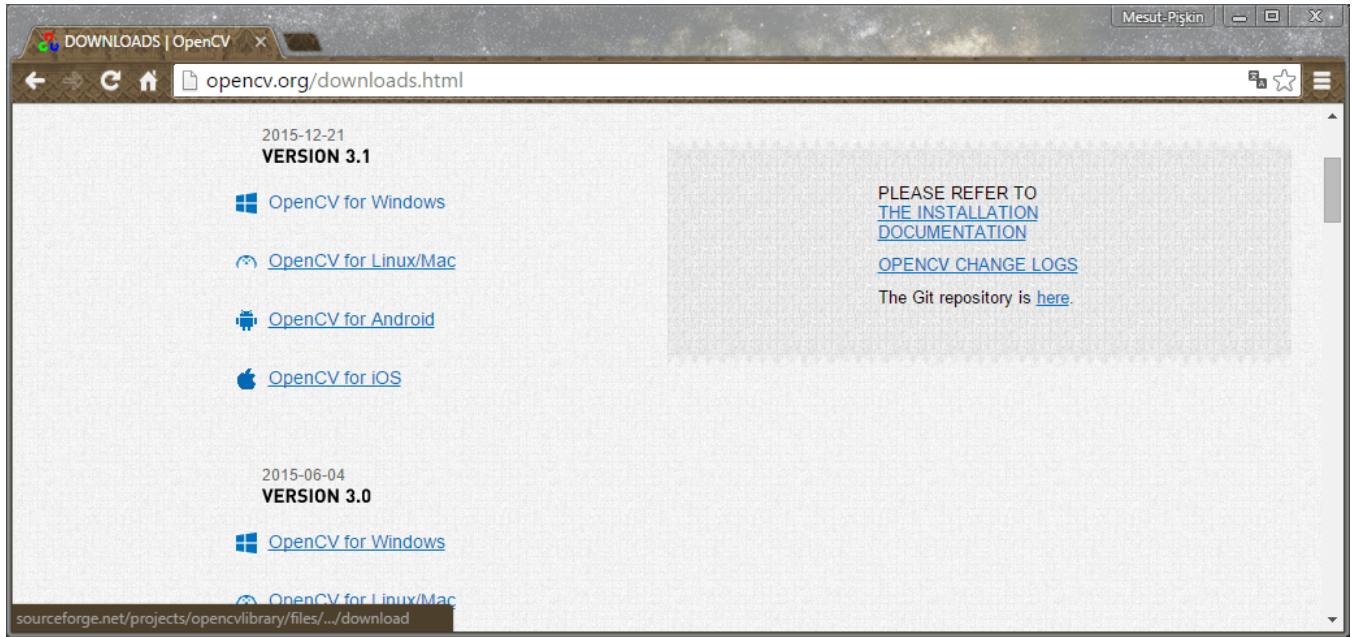 Mesut-Pişkin
DOWNLOADS | OpenCV
opencv.org/downloads.html
2015-12-21
VERSION 3.1
OpenCV for Windows
OpenCV for Linux/Mac
OpenCV for Android
OpenCV for iOS
PLEASE REFER TO
THE INSTALLATION
DOCUMENTATION
OPENCV CHANGE LOGS
The Git repository is here.
2015-06-04
VERSION 3.0
OpenCV for Windows
OpenCV for Linux/Mac
sourceforge.net/projects/opencvlibrary/files/.../download